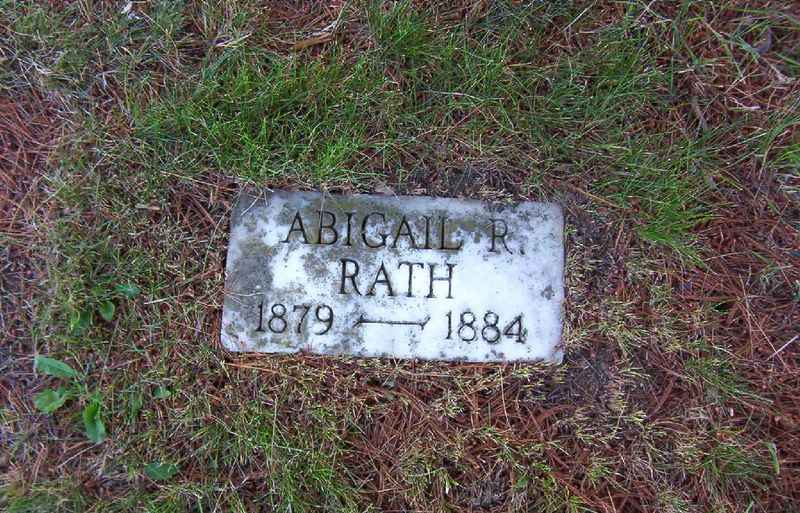 ABIGAIL R.
RATH
1879 — 1884